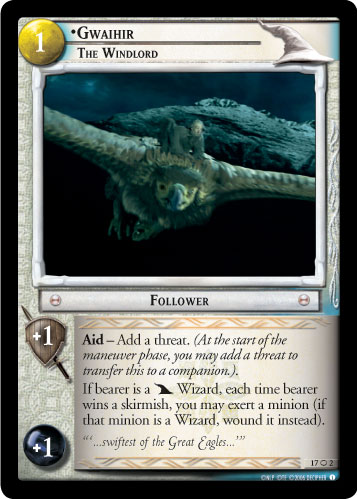 1
•Gwaihir
The Windlord
Follower
+1
Aid – Add a threat. (At the start of the
maneuver phase, you may add a threat to
transfer this to a companion.).
If bearer is a Wizard, each time bearer
wins a skirmish, you may exert a minion (if
that minion is a Wizard, wound it instead).
+1
“‘...swiftest of the Great Eagles...’”
17 O 2